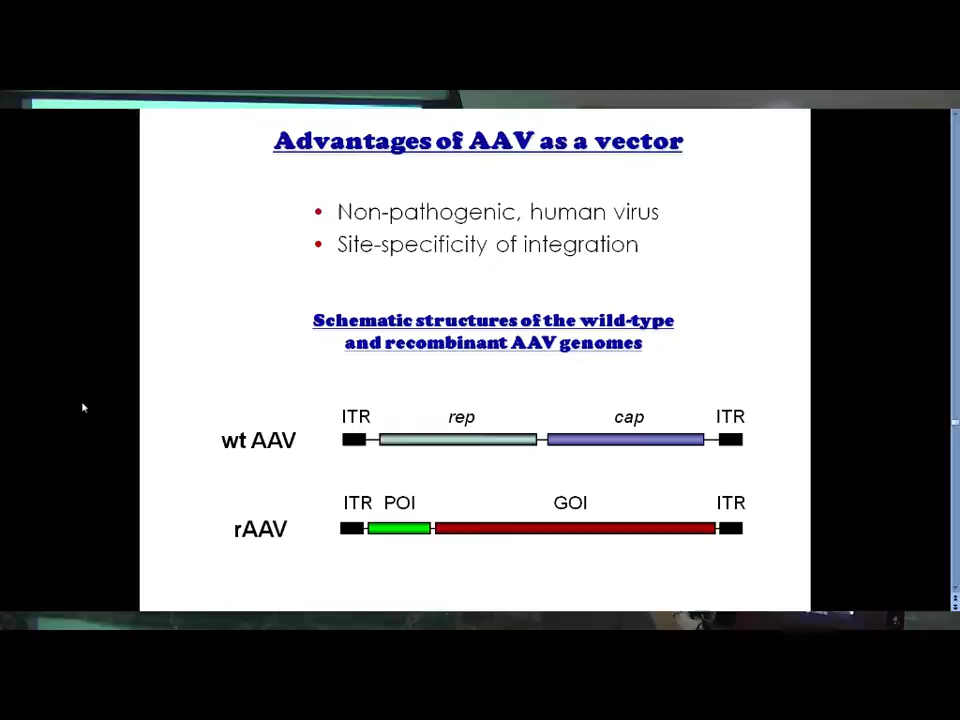 Advantages of AAV as a vector
• Non-pathogenic, human virus
• Site-specificity of integration
Schematic structures of the wild-type
and recombinant AAV genomes
ITR rep cap ITR
wt AAV
ITR POI GOI ITR
rAAV